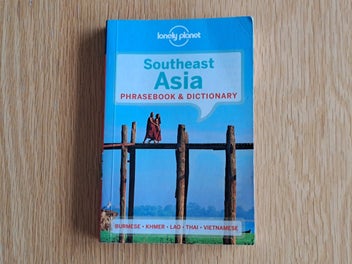 lonely planet
Southeast
Asia
PHRASEBOOK & DICTIONARY
BURMESE • KHMER • LAO • THAI • VIETNAMESE